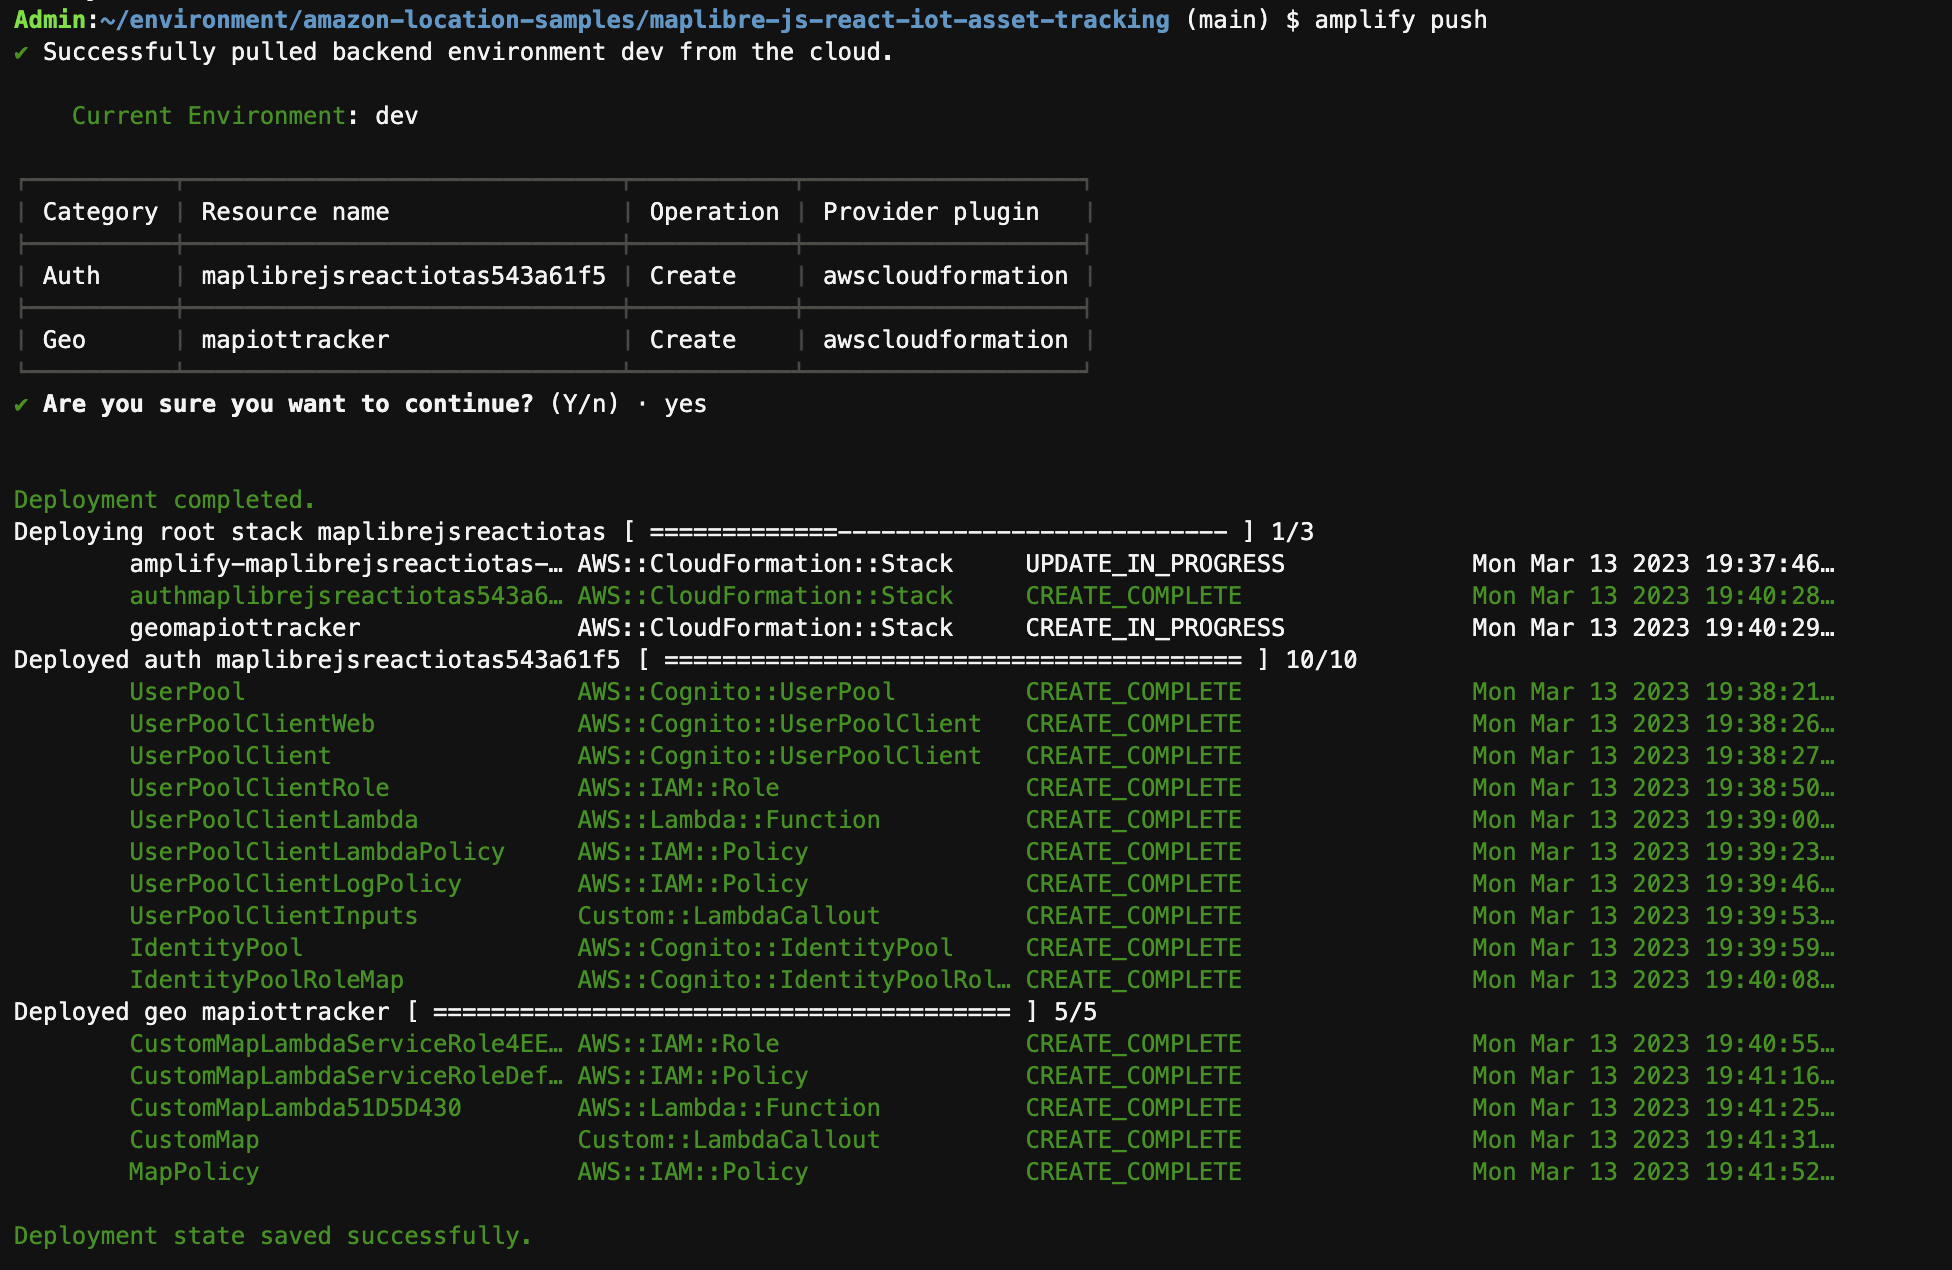 Admin:~/environment/amazon-location-samples/maplibre-js-react-iot-asset-tracking (main) $ amplify push
✔ Successfully pulled backend environment dev from the cloud.
Current Environment: dev
Category | Resource name | Operation | Provider plugin
Auth | maplibrejsreactiotas543a61f5 | Create | awscloudformation
Geo | mapiottracker | Create | awscloudformation
✔ Are you sure you want to continue? (Y/n) · yes
Deployment completed.
Deploying root stack maplibrejsreactiotas [ =============--------------------------- ] 1/3
amplify-maplibrejsreactiotas-… AWS::CloudFormation::Stack UPDATE_IN_PROGRESS Mon Mar 13 2023 19:37:46…
authmaplibrejsreactiotas543a6… AWS::CloudFormation::Stack CREATE_COMPLETE Mon Mar 13 2023 19:40:28…
geomapiottracker AWS::CloudFormation::Stack CREATE_IN_PROGRESS Mon Mar 13 2023 19:40:29…
Deployed auth maplibrejsreactiotas543a61f5 [ ======================================== ] 10/10
UserPool AWS::Cognito::UserPool CREATE_COMPLETE Mon Mar 13 2023 19:38:21…
UserPoolClientWeb AWS::Cognito::UserPoolClient CREATE_COMPLETE Mon Mar 13 2023 19:38:26…
UserPoolClient AWS::Cognito::UserPoolClient CREATE_COMPLETE Mon Mar 13 2023 19:38:27…
UserPoolClientRole AWS::IAM::Role CREATE_COMPLETE Mon Mar 13 2023 19:38:50…
UserPoolClientLambda AWS::Lambda::Function CREATE_COMPLETE Mon Mar 13 2023 19:39:00…
UserPoolClientLambdaPolicy AWS::IAM::Policy CREATE_COMPLETE Mon Mar 13 2023 19:39:23…
UserPoolClientLogPolicy AWS::IAM::Policy CREATE_COMPLETE Mon Mar 13 2023 19:39:46…
UserPoolClientInputs Custom::LambdaCallout CREATE_COMPLETE Mon Mar 13 2023 19:39:53…
IdentityPool AWS::Cognito::IdentityPool CREATE_COMPLETE Mon Mar 13 2023 19:39:59…
IdentityPoolRoleMap AWS::Cognito::IdentityPoolRol… CREATE_COMPLETE Mon Mar 13 2023 19:40:08…
Deployed geo mapiottracker [ ======================================== ] 5/5
CustomMapLambdaServiceRole4EE… AWS::IAM::Role CREATE_COMPLETE Mon Mar 13 2023 19:40:55…
CustomMapLambdaServiceRoleDef… AWS::IAM::Policy CREATE_COMPLETE Mon Mar 13 2023 19:41:16…
CustomMapLambda51D5D430 AWS::Lambda::Function CREATE_COMPLETE Mon Mar 13 2023 19:41:25…
CustomMap Custom::LambdaCallout CREATE_COMPLETE Mon Mar 13 2023 19:41:31…
MapPolicy AWS::IAM::Policy CREATE_COMPLETE Mon Mar 13 2023 19:41:52…
Deployment state saved successfully.